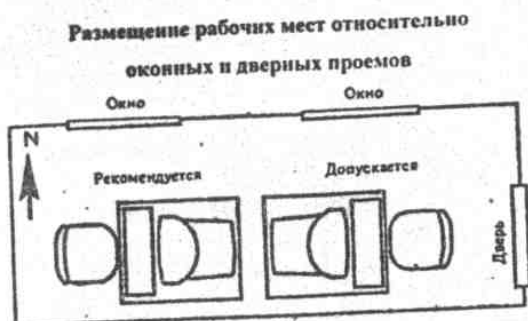 Размещение рабочих мест относительно
оконных и дверных проемов
Окно
Окно
N
Рекомендуется
Допускается
Дверь